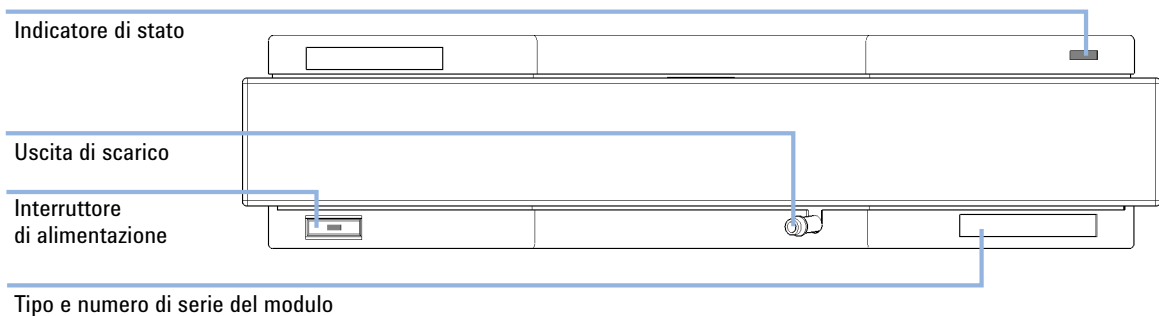 Indicatore di stato
Uscita di scarico
Interruttore
di alimentazione
Tipo e numero di serie del modulo